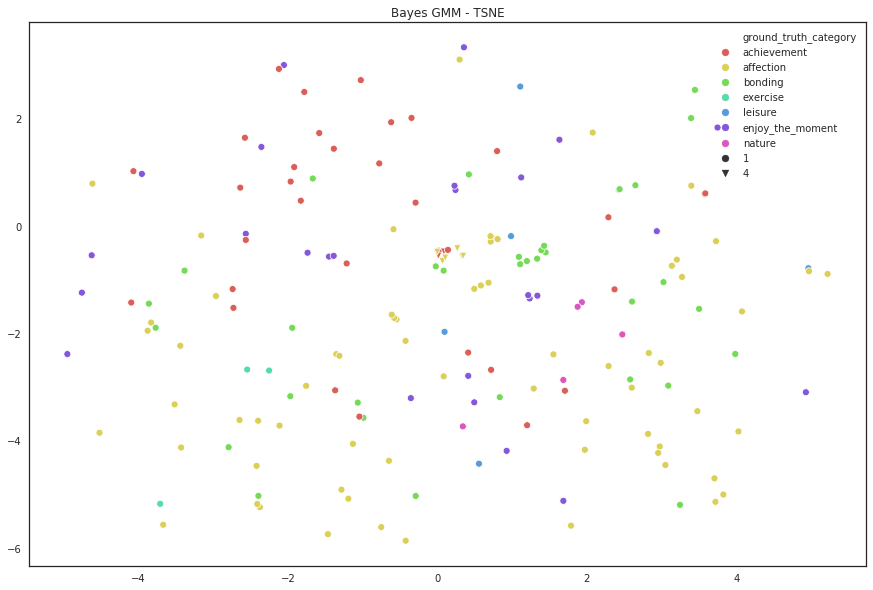 Bayes GMM - TSNE
ground_truth_category
achievement
affection
bonding
exercise
leisure
enjoy_the_moment
nature
1
4
2
0
−2
−4
−6
−4
−2
0
2
4